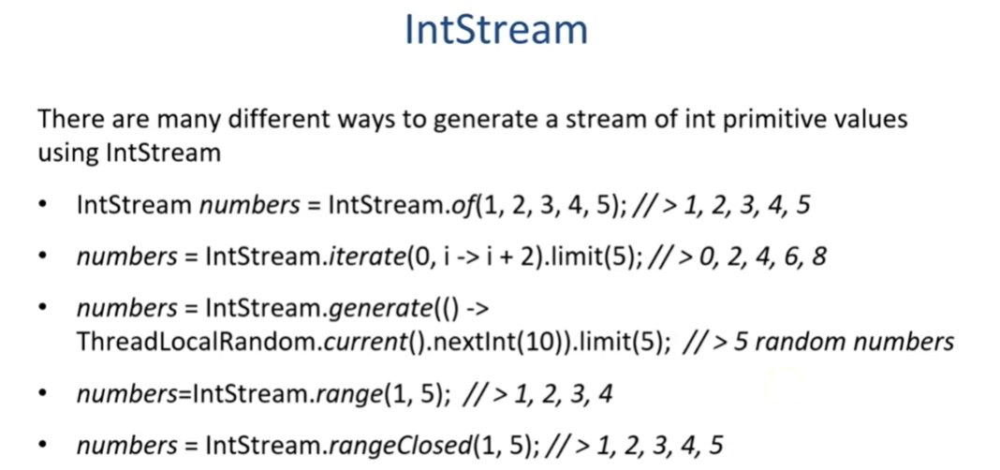 IntStream
There are many different ways to generate a stream of int primitive values
using IntStream
• IntStream numbers = IntStream.of(1, 2, 3, 4, 5); // > 1, 2, 3, 4, 5
• numbers = IntStream.iterate(0, i -> i + 2).limit(5); // > 0, 2, 4, 6, 8
• numbers = IntStream.generate(() ->
ThreadLocalRandom.current().nextInt(10)).limit(5); // > 5 random numbers
• numbers=IntStream.range(1, 5); // > 1, 2, 3, 4
• numbers = IntStream.rangeClosed(1, 5); // > 1, 2, 3, 4, 5